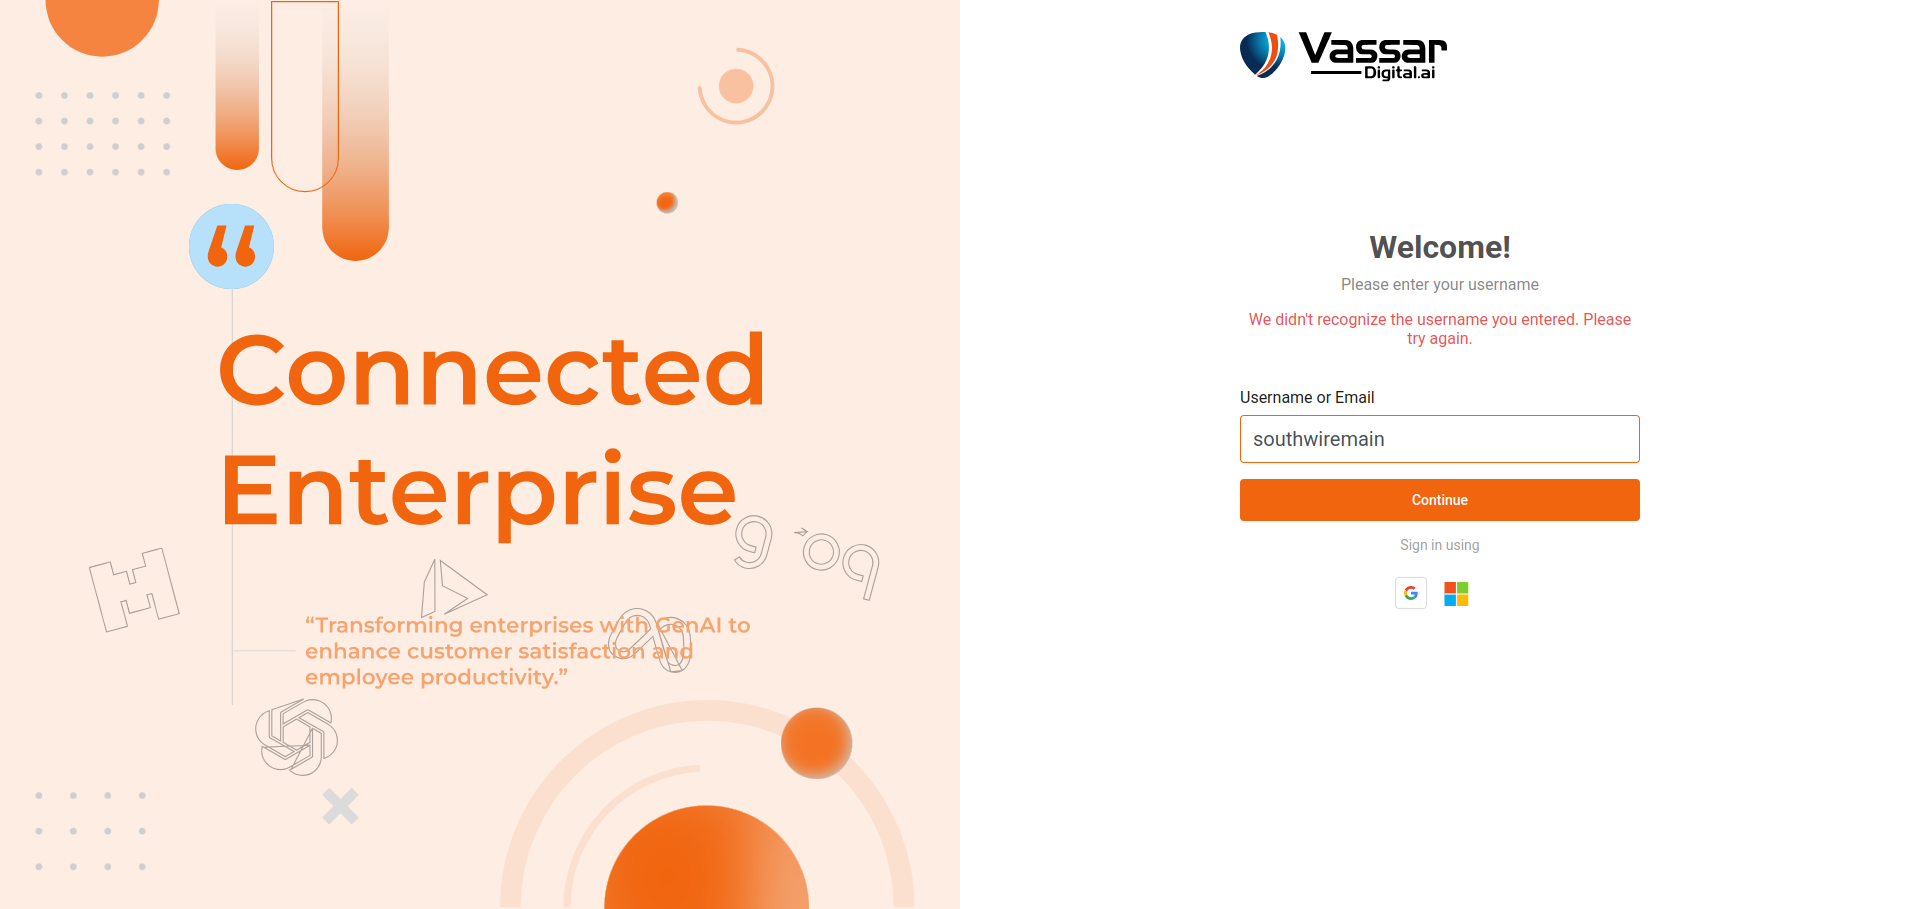 Connected
Enterprise
“Transforming enterprises with GenAI to
enhance customer satisfaction and
employee productivity.”
Vassar
Digital.ai
Welcome!
Please enter your username
We didn't recognize the username you entered. Please
try again.
Username or Email
southwiremain
Continue
Sign in using